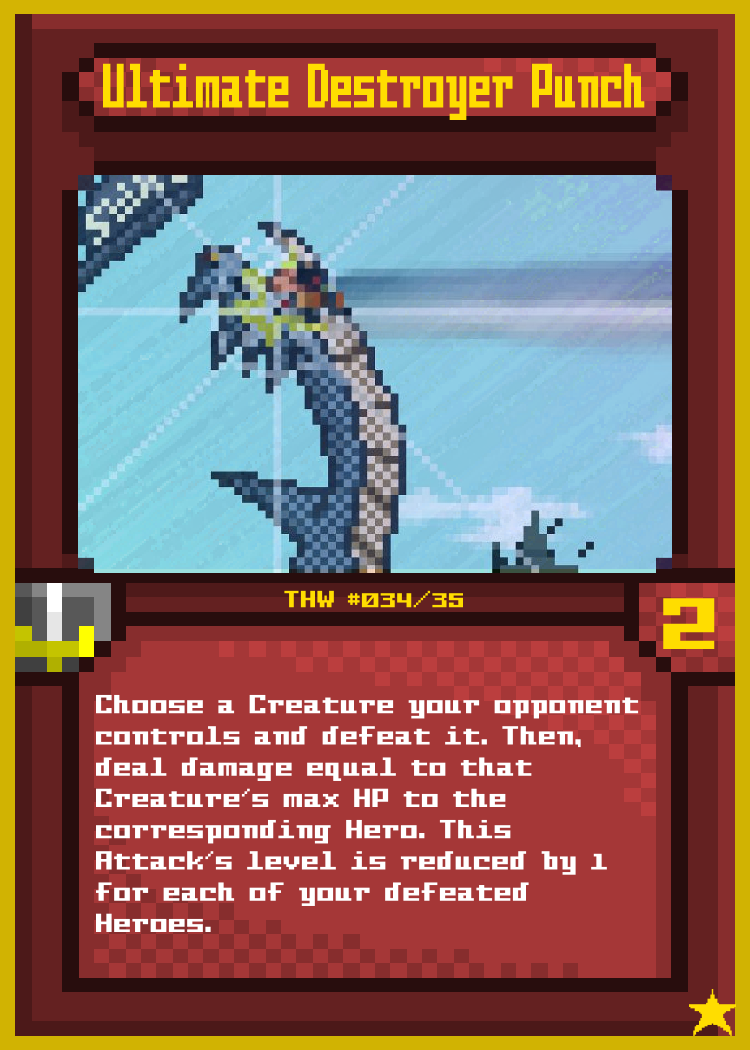 Ultimate Destroyer Punch
THW #034/35
2
Choose a Creature your opponent
controls and defeat it. Then,
deal damage equal to that
Creature's max HP to the
corresponding Hero. This
Attack's level is reduced by 1
for each of your defeated
Heroes.